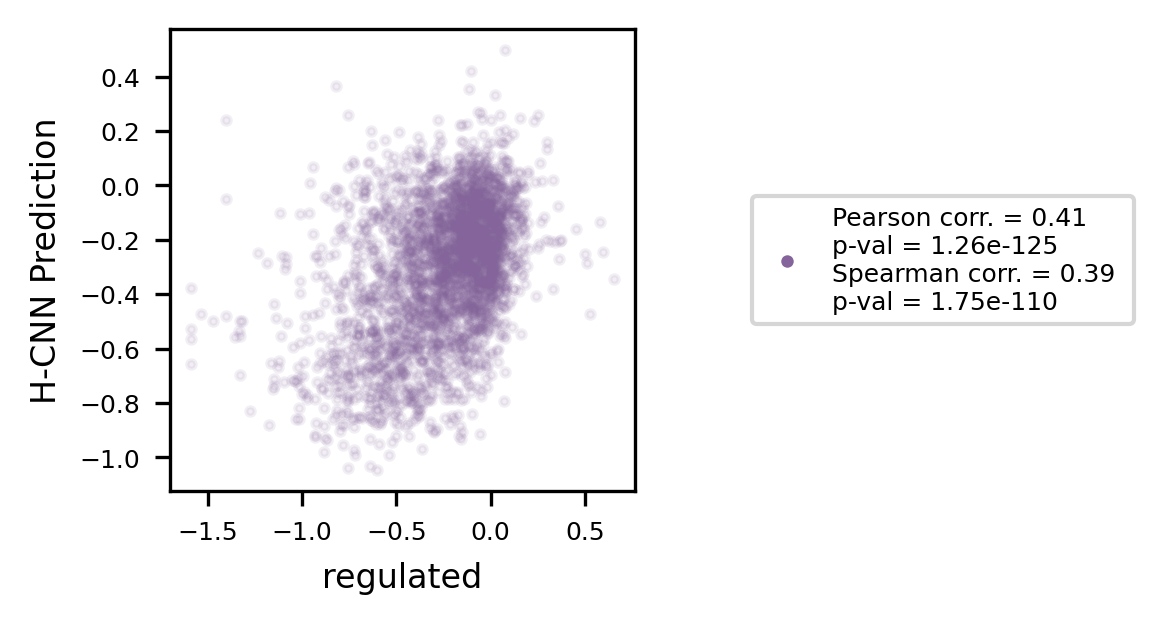 0.4
0.2
0.0
−0.2
−0.4
−0.6
−0.8
−1.0
H-CNN Prediction
−1.5
−1.0
−0.5
0.0
0.5
regulated
Pearson corr. = 0.41
p-val = 1.26e-125
Spearman corr. = 0.39
p-val = 1.75e-110